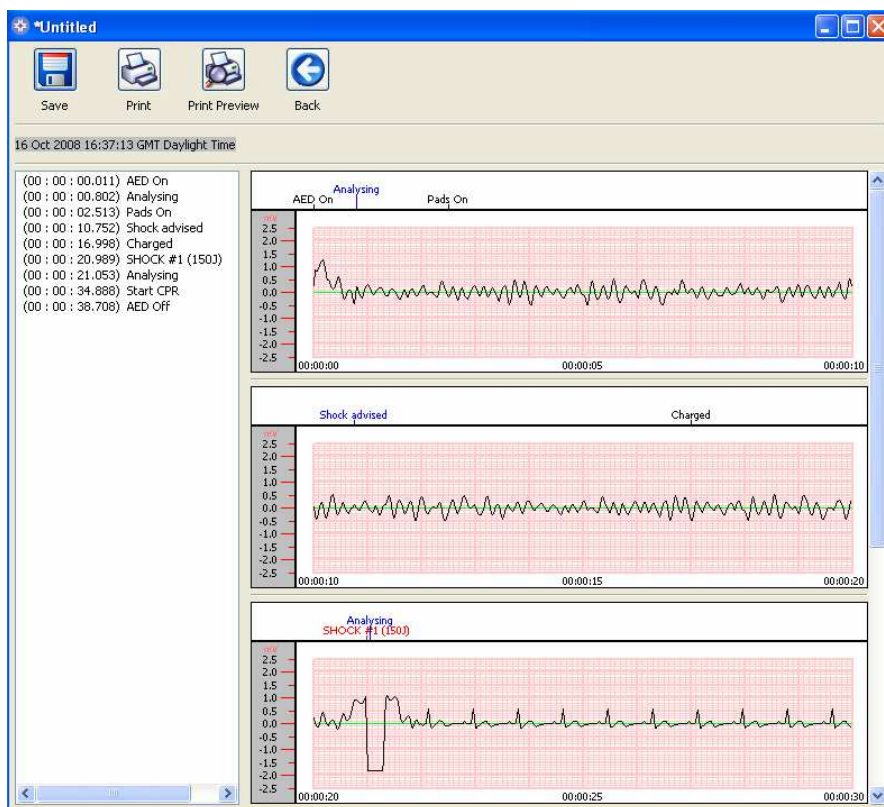 *Untitled
Save Print Print Preview Back
16 Oct 2008 16:37:13 GMT Daylight Time
(00 : 00 : 00.011) AED On
(00 : 00 : 00.802) Analysing
(00 : 00 : 02.513) Pads On
(00 : 00 : 10.752) Shock advised
(00 : 00 : 16.998) Charged
(00 : 00 : 20.989) SHOCK #1 (150J)
(00 : 00 : 21.053) Analysing
(00 : 00 : 34.888) Start CPR
(00 : 00 : 38.708) AED Off
Analysing
AED On Pads On
mV
2.5
2.0
1.5
1.0
0.5
0.0
-0.5
-1.0
-1.5
-2.0
-2.5
00:00:00 00:00:05 00:00:10
Shock advised Charged
mV
2.5
2.0
1.5
1.0
0.5
0.0
-0.5
-1.0
-1.5
-2.0
-2.5
00:00:10 00:00:15 00:00:20
Analysing
SHOCK #1 (150J)
mV
2.5
2.0
1.5
1.0
0.5
0.0
-0.5
-1.0
-1.5
-2.0
-2.5
00:00:20 00:00:25 00:00:30